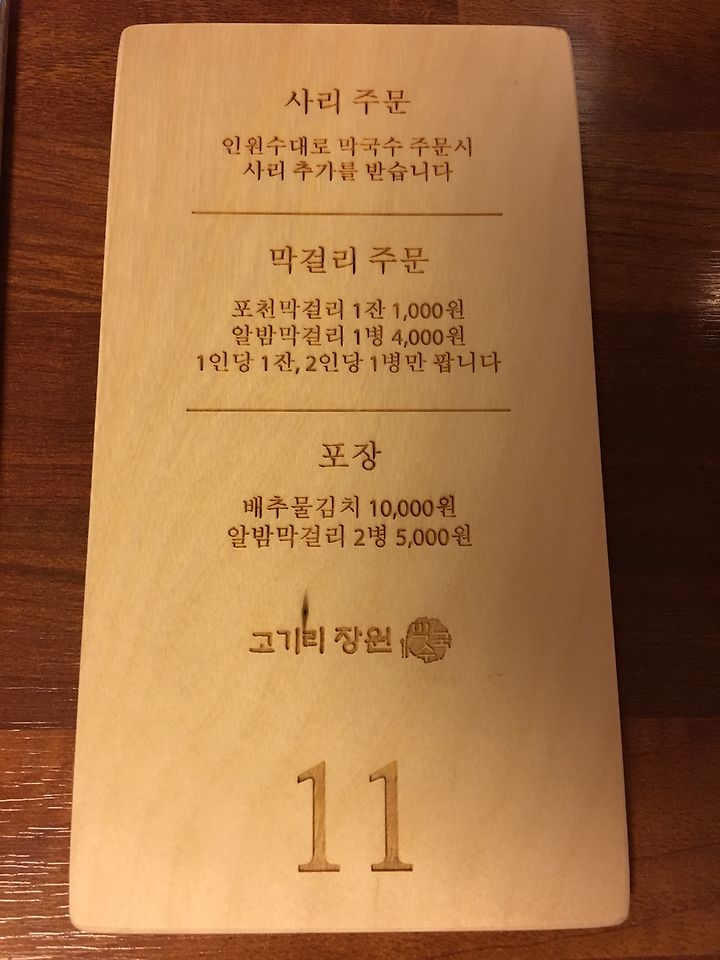 사리 주문
인원수대로 막국수 주문시
사리 추가를 받습니다
막걸리 주문
포천막걸리 1잔 1,000원
알밤막걸리 1병 4,000원
1인당 1잔, 2인당 1병만 팝니다
포장
배추물김치 10,000원
알밤막걸리 2병 5,000원
고기리 장원 막국수
11